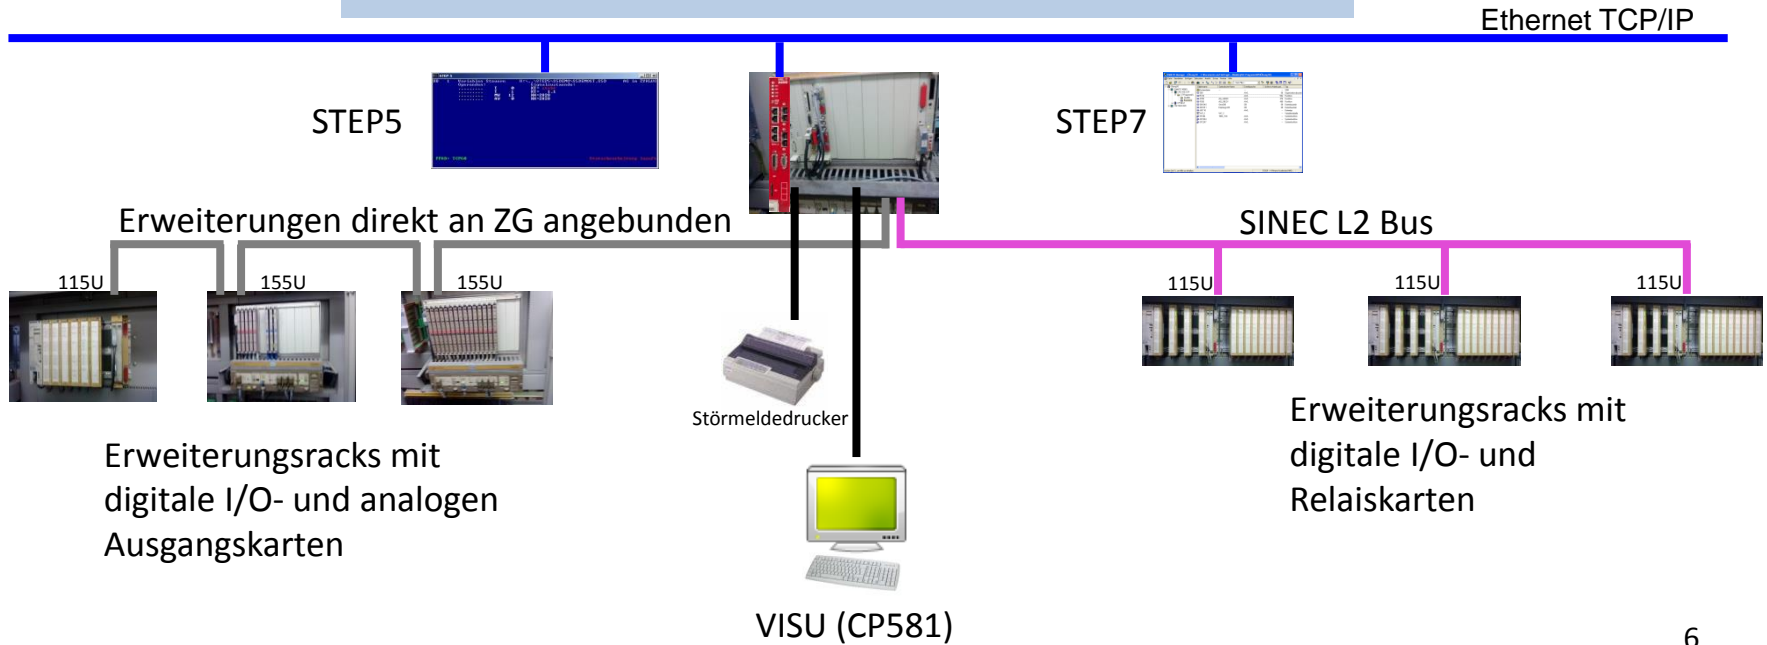 Ethernet TCP/IP
STEP5
STEP7
Erweiterungen direkt an ZG angebunden
SINEC L2 Bus
115U
155U
155U
115U
115U
115U
Störmeldedrucker
Erweiterungsracks mit
digitale I/O- und analogen
Ausgangskarten
Erweiterungsracks mit
digitale I/O- und
Relaiskarten
VISU (CP581)
6